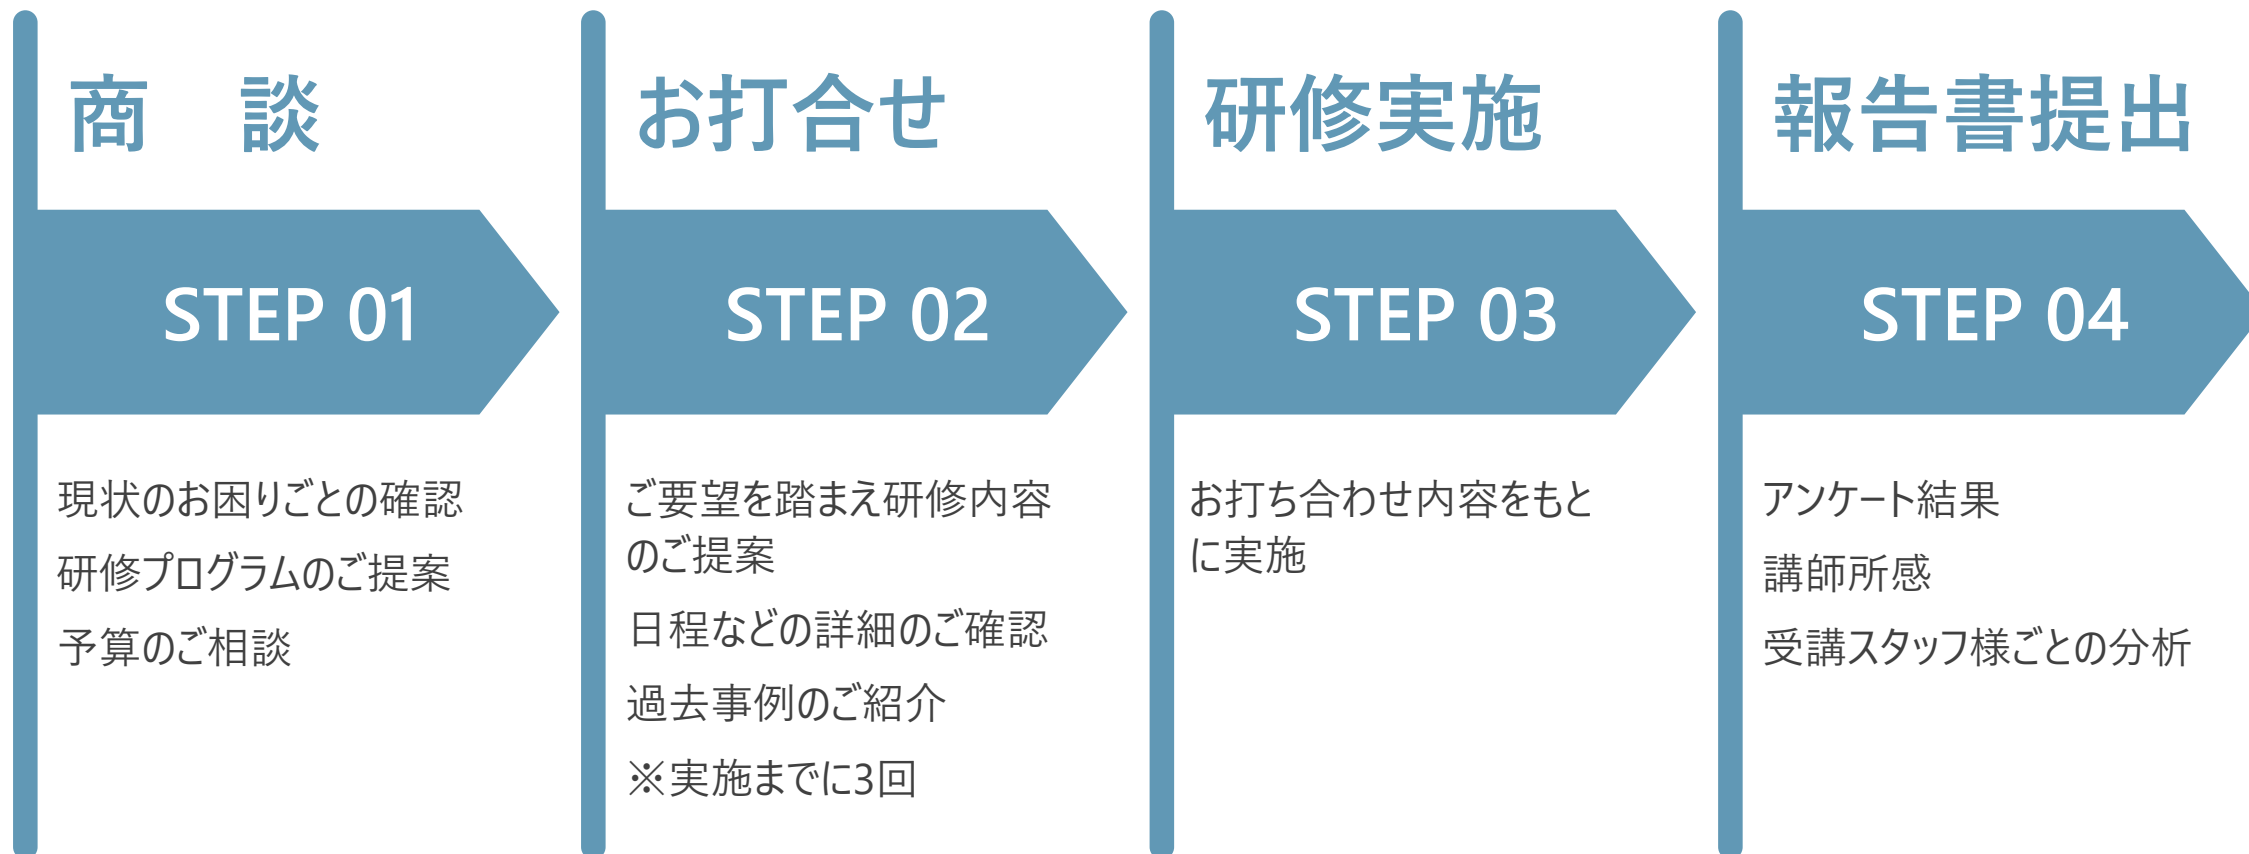 商　談
STEP 01
現状のお困りごとの確認
研修プログラムのご提案
予算のご相談
お打合せ
STEP 02
ご要望を踏まえ研修内容
のご提案
日程などの詳細のご確認
過去事例のご紹介
※実施までに3回
研修実施
STEP 03
お打ち合わせ内容をもと
に実施
報告書提出
STEP 04
アンケート結果
講師所感
受講スタッフ様ごとの分析